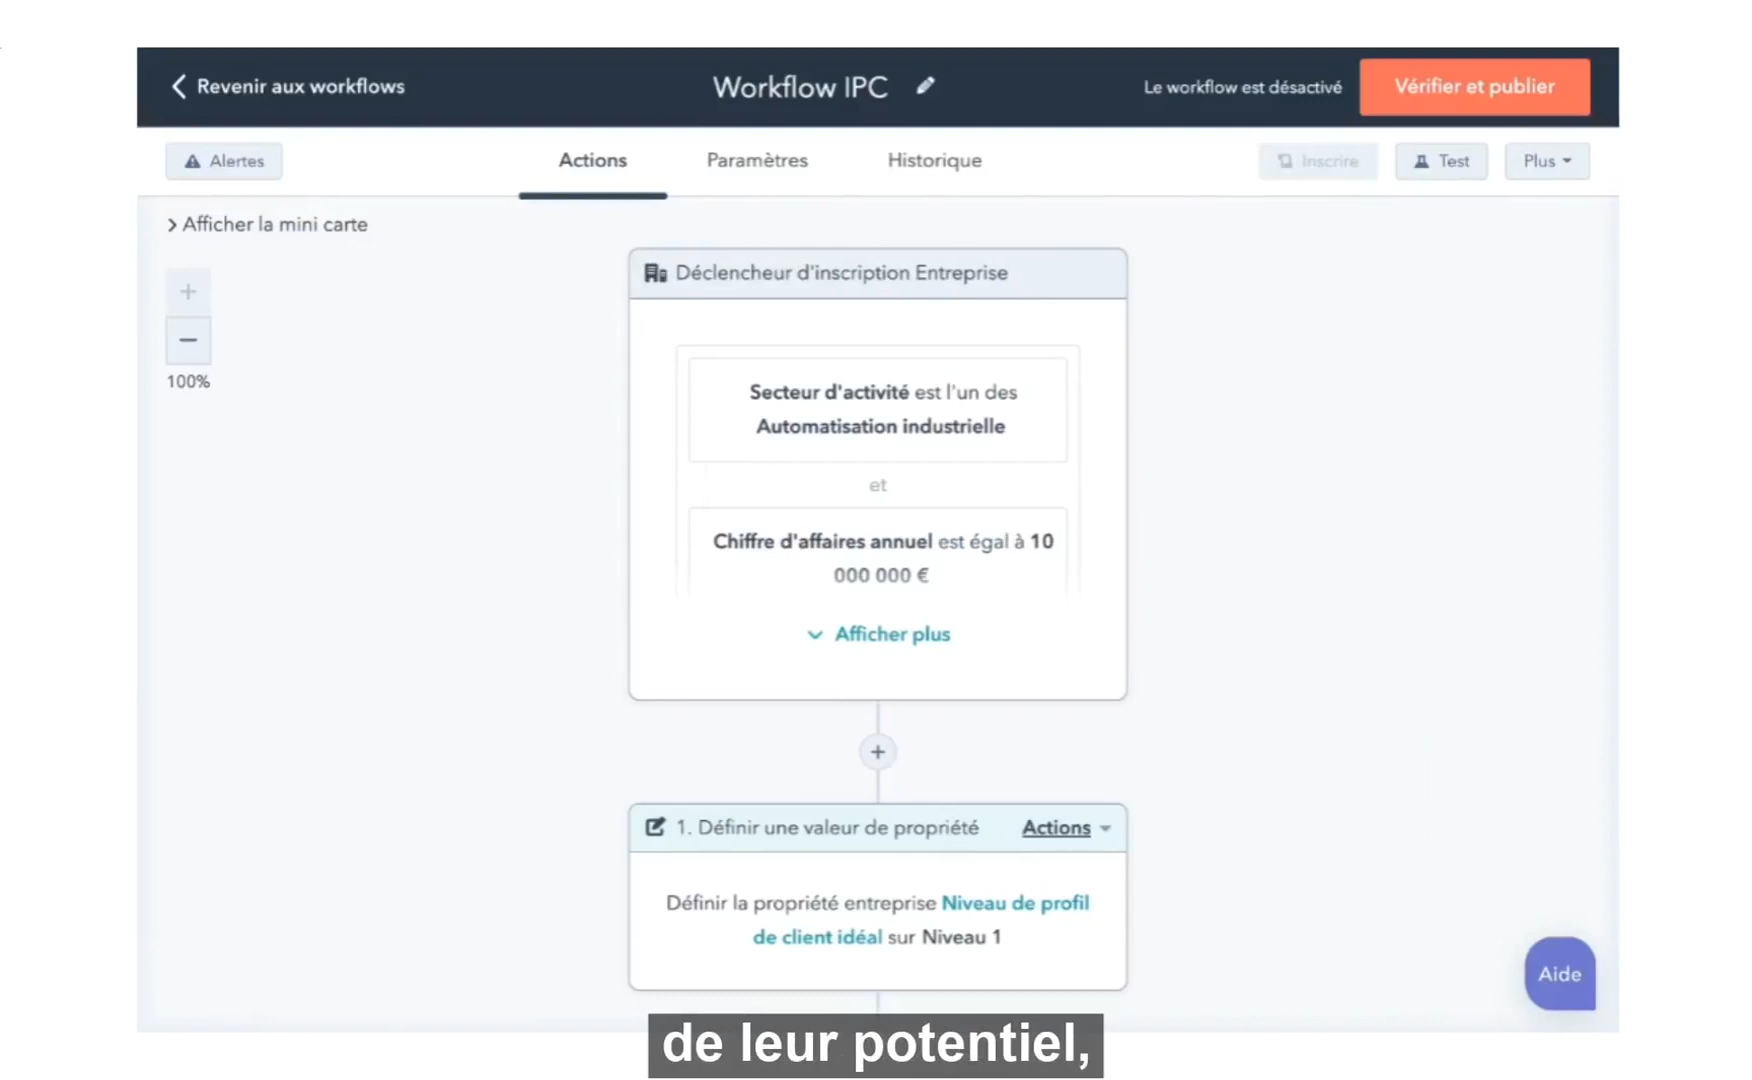 Revenir aux workflows
Workflow IPC
Le workflow est désactivé
Vérifier et publier
Alertes
Actions
Paramètres
Historique
Inscrire
Test
Plus
Afficher la mini carte
+
−
100%
Déclencheur d'inscription Entreprise
Secteur d'activité est l'un des
Automatisation industrielle
et
Chiffre d'affaires annuel est égal à 10
000 000 €
Afficher plus
+
1. Définir une valeur de propriété
Actions
Définir la propriété entreprise Niveau de profil
de client idéal sur Niveau 1
Aide
de leur potentiel,